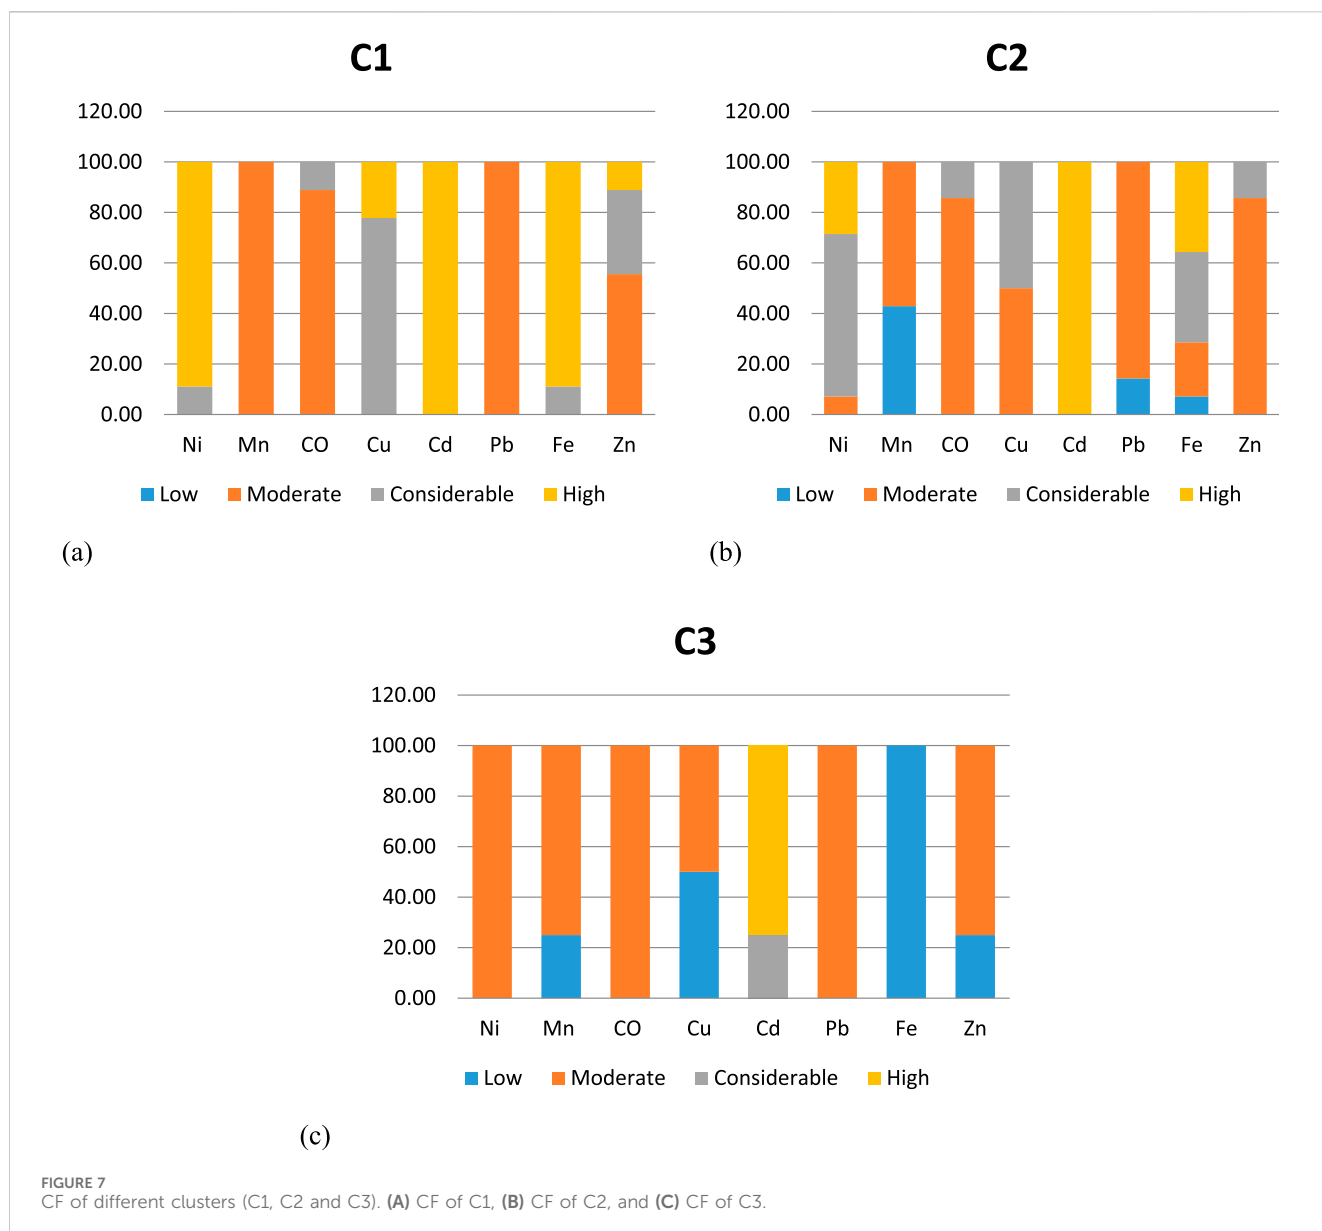 C1
120.00
100.00
80.00
60.00
40.00
20.00
0.00
Ni Mn CO Cu Cd Pb Fe Zn
Low Moderate Considerable High
(a)
C2
120.00
100.00
80.00
60.00
40.00
20.00
0.00
Ni Mn CO Cu Cd Pb Fe Zn
Low Moderate Considerable High
(b)
C3
120.00
100.00
80.00
60.00
40.00
20.00
0.00
Ni Mn CO Cu Cd Pb Fe Zn
Low Moderate Considerable High
(c)
FIGURE 7
CF of different clusters (C1, C2 and C3). (A) CF of C1, (B) CF of C2, and (C) CF of C3.